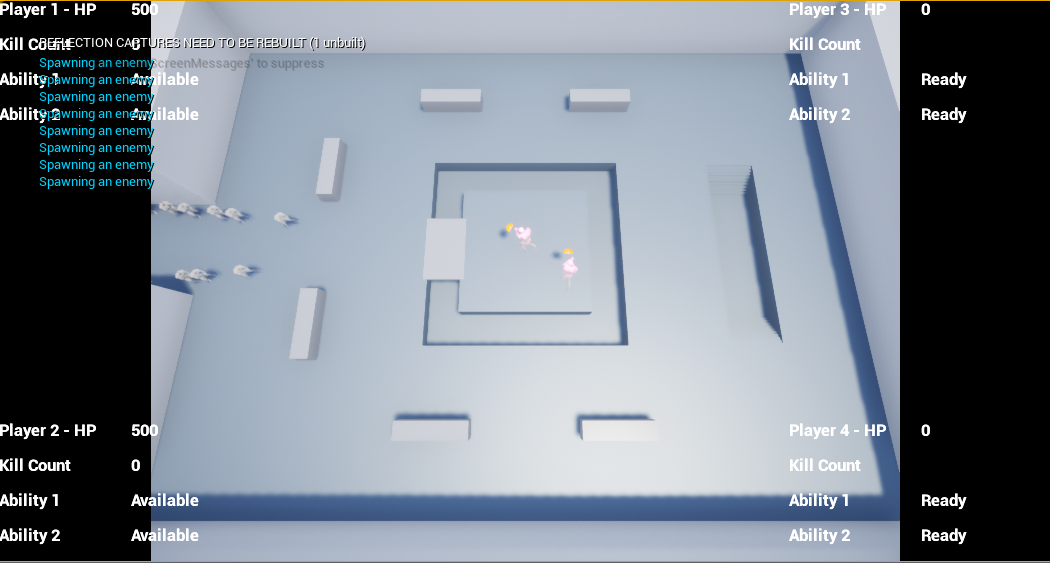 Player 1 - HP 500
Player 3 - HP 0
REFLECTION CAPTURES NEED TO BE REBUILT (1 unbuilt)
Kill Count 0
Kill Count
Spawning an enemy
ScreenMessages' to suppress
Ability 1 Available
Spawning an enemy
Ability 1 Ready
Spawning an enemy
Ability 2 Available
Spawning an enemy
Ability 2 Ready
Spawning an enemy
Spawning an enemy
Spawning an enemy
Spawning an enemy
Player 2 - HP 500
Player 4 - HP 0
Kill Count 0
Kill Count
Ability 1 Available
Ability 1 Ready
Ability 2 Available
Ability 2 Ready